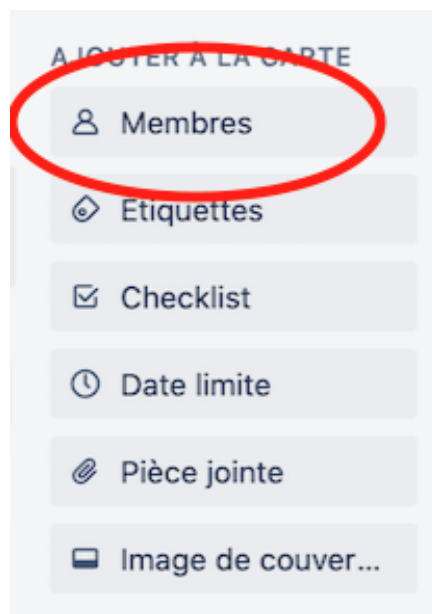 AJOUTER À LA CARTE
Membres
Etiquettes
Checklist
Date limite
Pièce jointe
Image de couver...